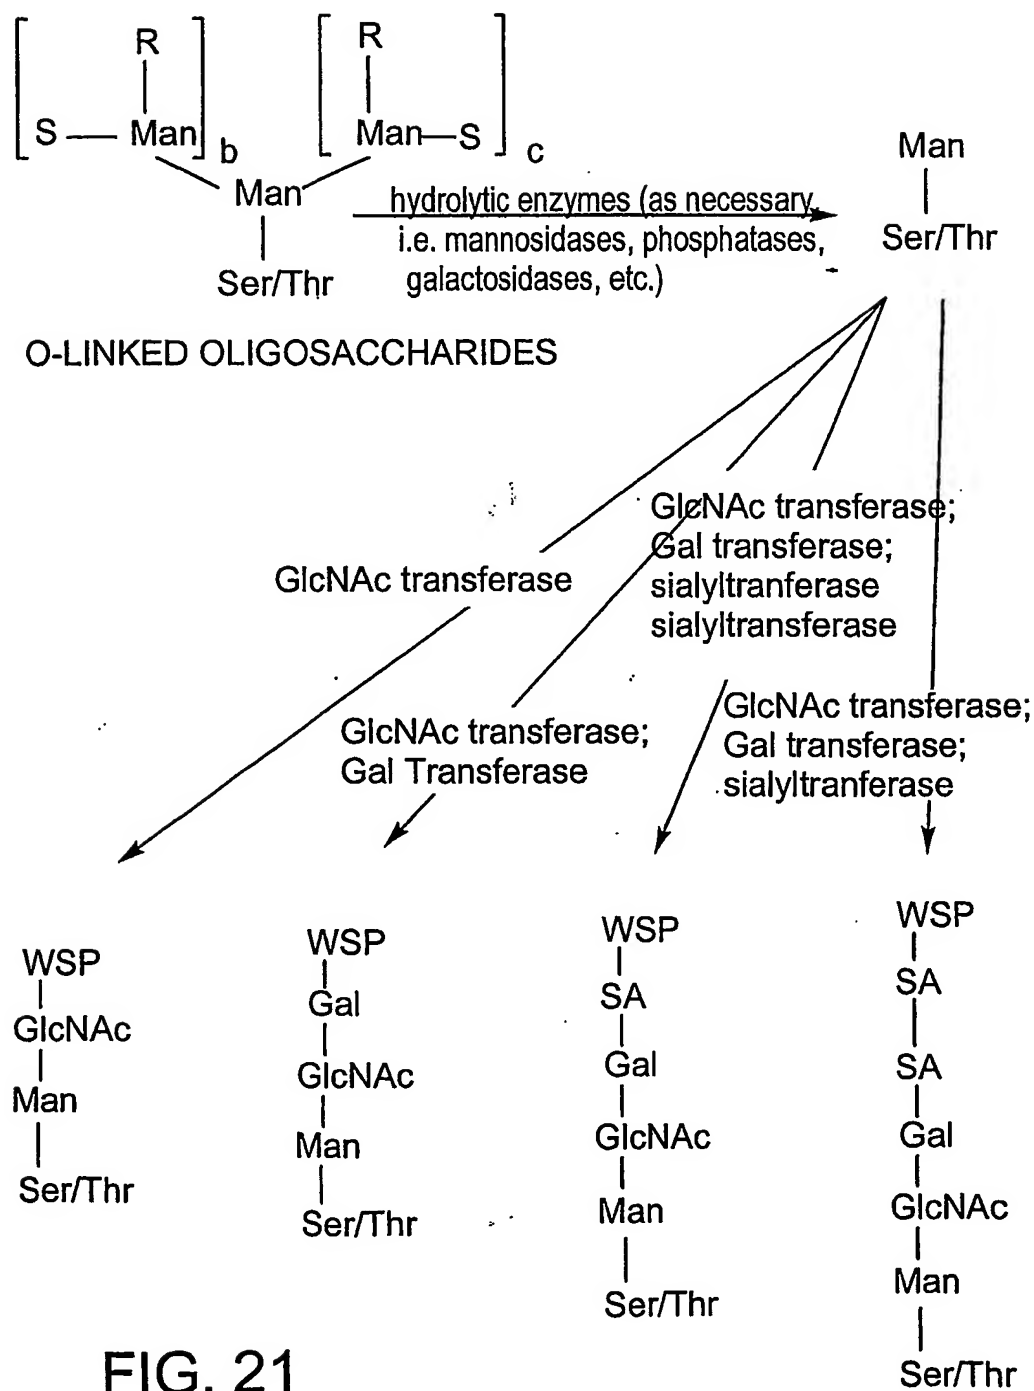 R R
S Man b Man S c
Man
Ser/Thr
O-LINKED OLIGOSACCHARIDES
hydrolytic enzymes (as necessary,
i.e. mannosidases, phosphatases,
galactosidases, etc.)
Man
Ser/Thr
GlcNAc transferase
GlcNAc transferase;
Gal Transferase
GlcNAc transferase;
Gal transferase;
sialyltranferase
sialyltransferase
GlcNAc transferase;
Gal transferase;
sialyltranferase
WSP
GlcNAc
Man
Ser/Thr
WSP
Gal
GlcNAc
Man
Ser/Thr
WSP
SA
Gal
GlcNAc
Man
Ser/Thr
WSP
SA
SA
Gal
GlcNAc
Man
Ser/Thr
FIG. 21